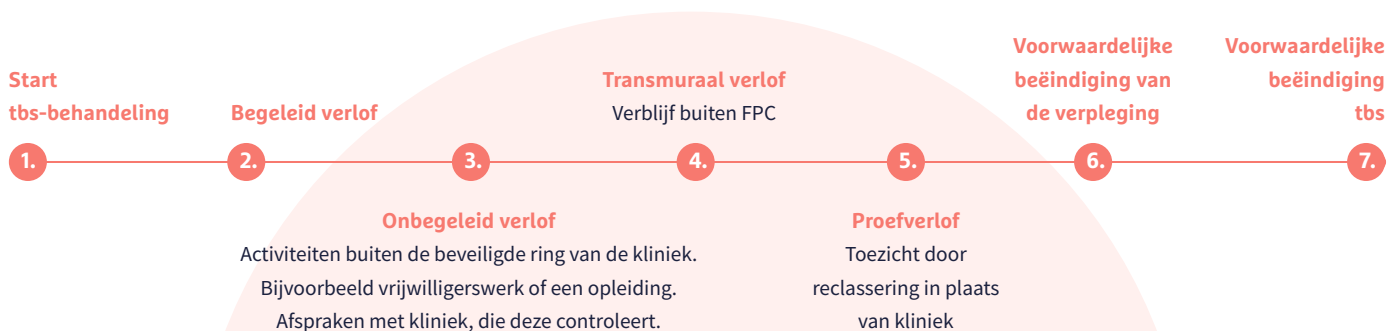 Start
tbs-behandeling
1.
Begeleid verlof
2.
3.
Onbegeleid verlof
Activiteiten buiten de beveiligde ring van de kliniek.
Bijvoorbeeld vrijwilligerswerk of een opleiding.
Afspraken met kliniek, die deze controleert.
Transmuraal verlof
Verblijf buiten FPC
4.
5.
Proefverlof
Toezicht door
reclassering in plaats
van kliniek
Voorwaardelijke
beëindiging van
de verpleging
6.
Voorwaardelijke
beëindiging
tbs
7.